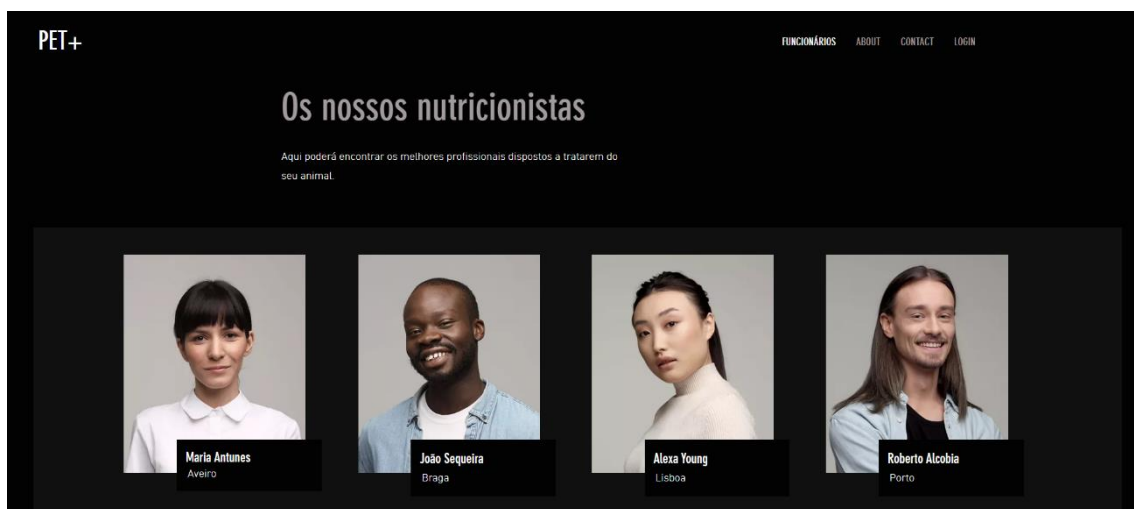 PET+
FUNCIONÁRIOS ABOUT CONTACT LOGIN
Os nossos nutricionistas
Aqui poderá encontrar os melhores profissionais dispostos a tratarem do
seu animal.
Maria Antunes
Aveiro
João Sequeira
Braga
Alexa Young
Lisboa
Roberto Alcobia
Porto